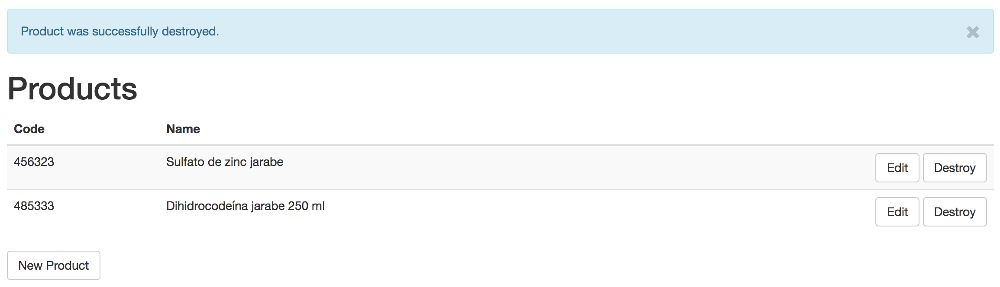 Product was successfully destroyed.
Products
Code Name
456323 Sulfato de zinc jarabe Edit Destroy
485333 Dihidrocodeína jarabe 250 ml Edit Destroy
New Product